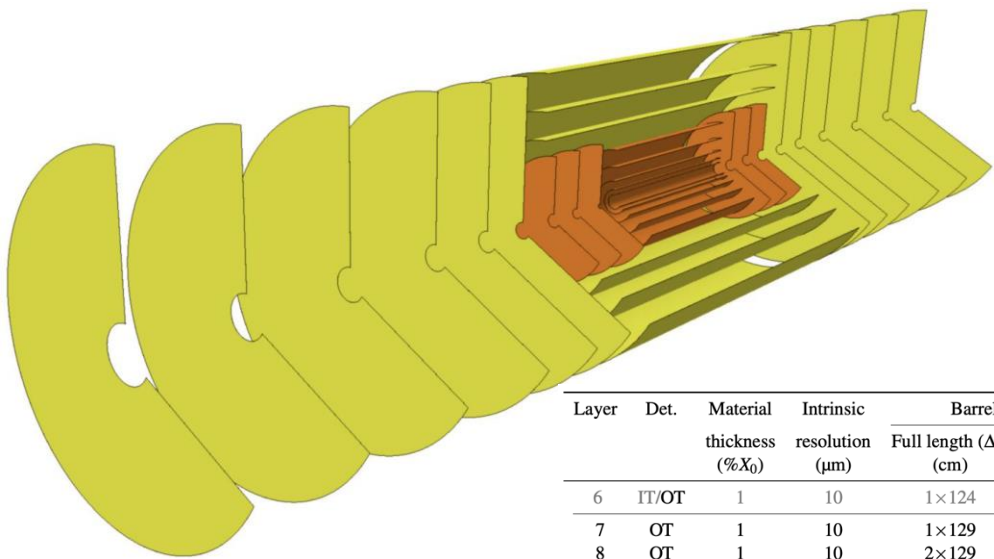 Layer Det. Material Intrinsic Barrel
thickness resolution Full length (Δ
(%X₀) (μm) (cm)
6 IT/OT 1 10 1×124
7 OT 1 10 1×129
8 OT 1 10 2×129